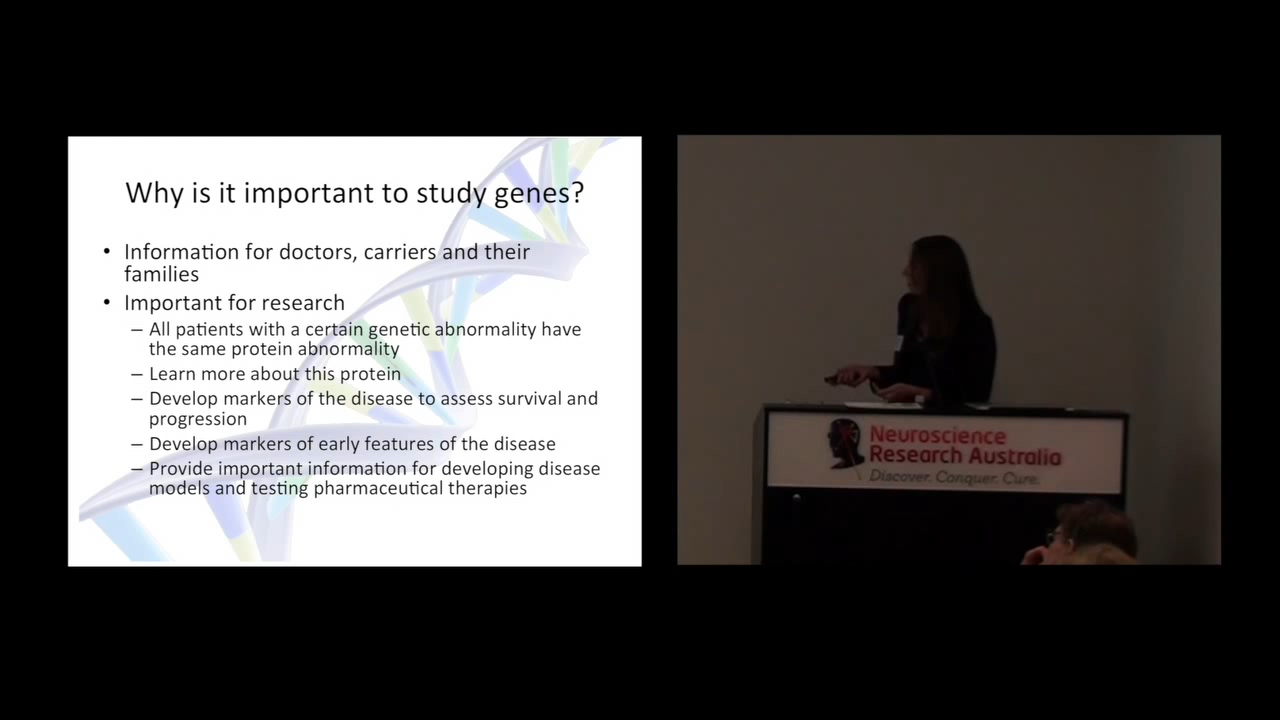 Why is it important to study genes?
• Information for doctors, carriers and their
families
• Important for research
– All patients with a certain genetic abnormality have
the same protein abnormality
– Learn more about this protein
– Develop markers of the disease to assess survival and
progression
– Develop markers of early features of the disease
– Provide important information for developing disease
models and testing pharmaceutical therapies
Neuroscience
Research Australia
Discover. Conquer. Cure.